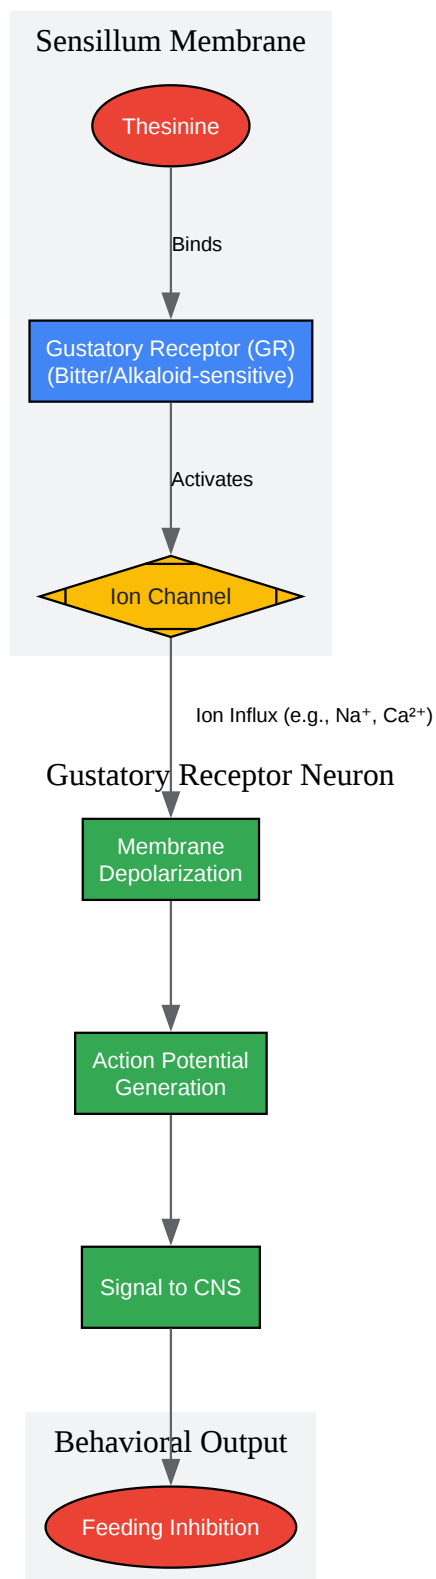 Sensillum Membrane
Thesinine
Binds
Gustatory Receptor (GR)
(Bitter/Alkaloid-sensitive)
Activates
Ion Channel
Ion Influx (e.g., Na⁺, Ca²⁺)
Gustatory Receptor Neuron
Membrane
Depolarization
Action Potential
Generation
Signal to CNS
Behavioral Output
Feeding Inhibition